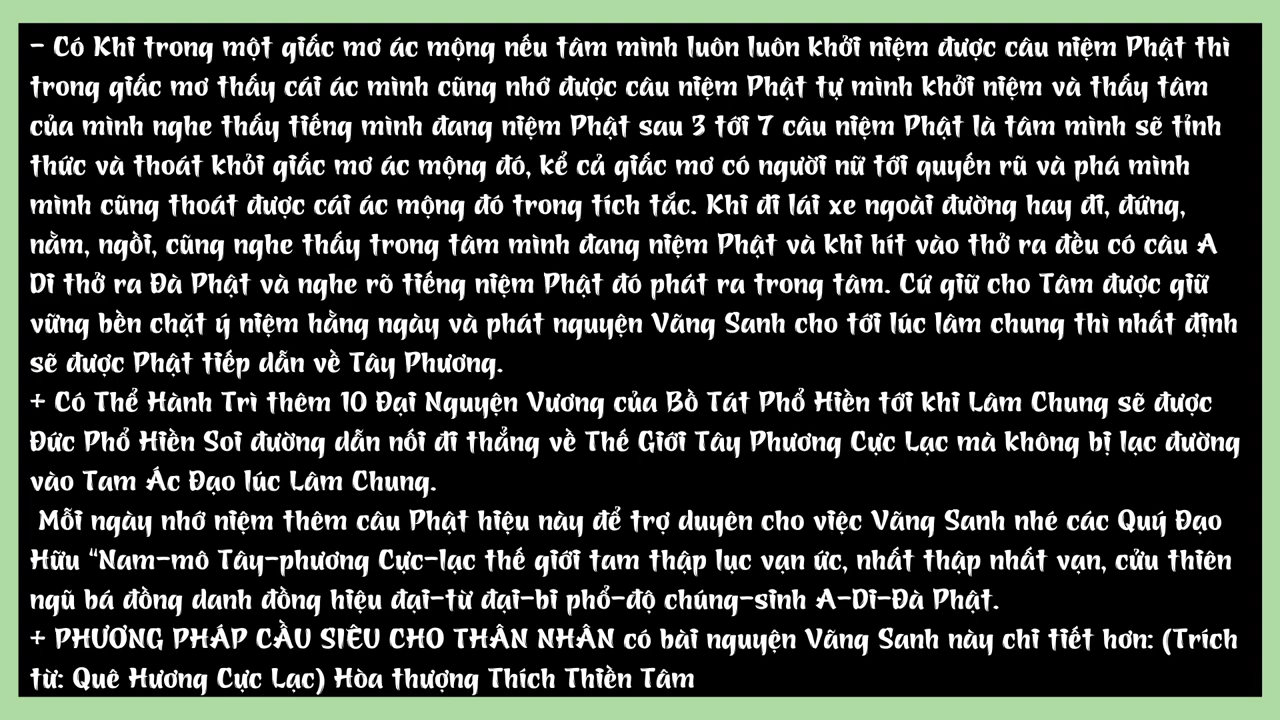 - Có Khi trong một giấc mơ ác mộng nếu tâm mình luôn luôn khởi niệm được câu niệm Phật thì
trong giấc mơ thấy cái ác mình cũng nhớ được câu niệm Phật tự mình khởi niệm và thấy tâm
của mình nghe thấy tiếng mình đang niệm Phật sau 3 tới 7 câu niệm Phật là tâm mình sẽ tỉnh
thức và thoát khỏi giấc mơ ác mộng đó, kể cả giấc mơ có người nữ tới quyến rũ và phá mình
mình cũng thoát được cái ác mộng đó trong tích tắc. Khi đi lái xe ngoài đường hay đi, đứng,
nằm, ngồi, cũng nghe thấy trong tâm mình đang niệm Phật và khi hít vào thở ra đều có câu A
Di thở ra Đà Phật và nghe rõ tiếng niệm Phật đó phát ra trong tâm. Cứ giữ cho Tâm được giữ
vững bền chặt ý niệm hằng ngày và phát nguyện Vãng Sanh cho tới lúc lâm chung thì nhất định
sẽ được Phật tiếp dẫn về Tây Phương.
+ Có Thể Hành Trì thêm 10 Đại Nguyện Vương của Bồ Tát Phổ Hiền tới khi Lâm Chung sẽ được
Đức Phổ Hiền Soi đường dẫn nối đi thẳng về Thế Giới Tây Phương Cực Lạc mà không bị lạc đường
vào Tam Ác Đạo lúc Lâm Chung.
Mỗi ngày nhớ niệm thêm câu Phật hiệu này để trợ duyên cho việc Vãng Sanh nhé các Quý Đạo
Hữu “Nam-mô Tây-phương Cực-lạc thế giới tam thập lục vạn ức, nhất thập nhất vạn, cửu thiên
ngũ bá đồng danh đồng hiệu đại-từ đại-bi phổ-độ chúng-sinh A-Di-Đà Phật.
+ PHƯƠNG PHÁP CẦU SIÊU CHO THÂN NHÂN có bài nguyện Vãng Sanh này chi tiết hơn: (Trích
từ: Quê Hương Cực Lạc) Hòa thượng Thích Thiền Tâm